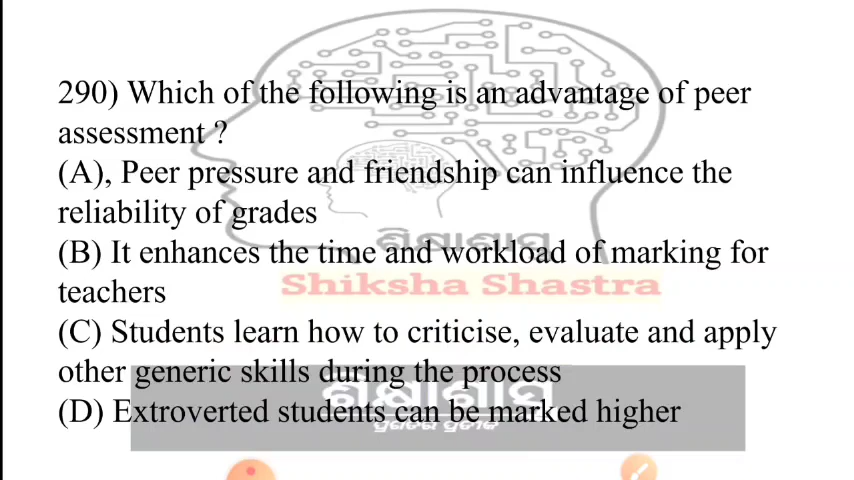 290) Which of the following is an advantage of peer
assessment ?
(A), Peer pressure and friendship can influence the
reliability of grades
(B) It enhances the time and workload of marking for
teachers
Shiksha Shastra
(C) Students learn how to criticise, evaluate and apply
other generic skills during the process
(D) Extroverted students can be marked higher